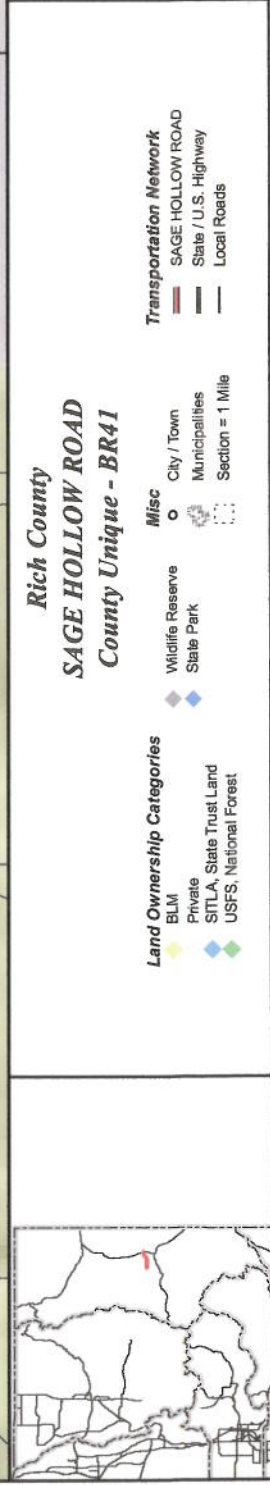 Rich County
SAGE HOLLOW ROAD
County Unique - BR41
Land Ownership Categories
BLM
Private
SITLA, State Trust Land
USFS, National Forest
Wildlife Reserve
State Park
Misc
City / Town
Municipalities
Section = 1 Mile
Transportation Network
SAGE HOLLOW ROAD
State / U.S. Highway
Local Roads